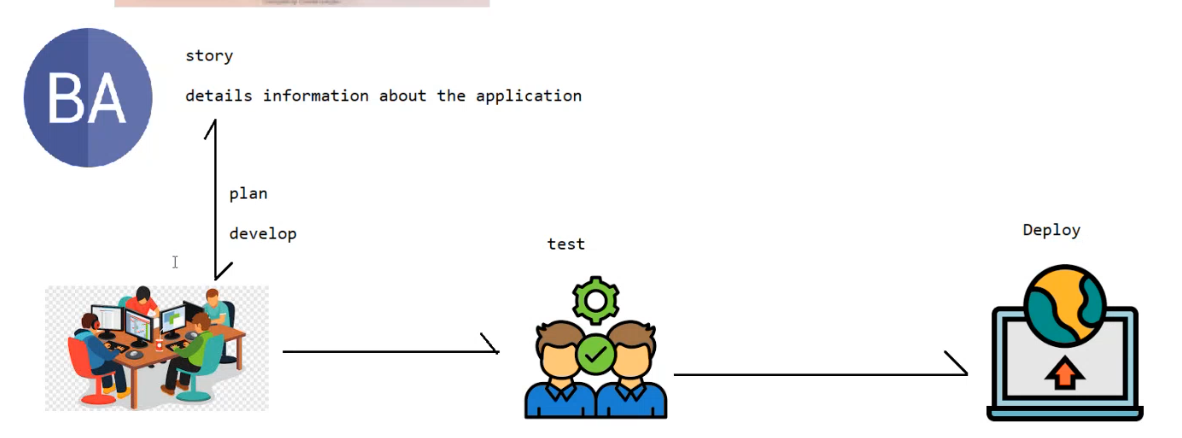 BA
story
details information about the application
plan
develop
test
Deploy